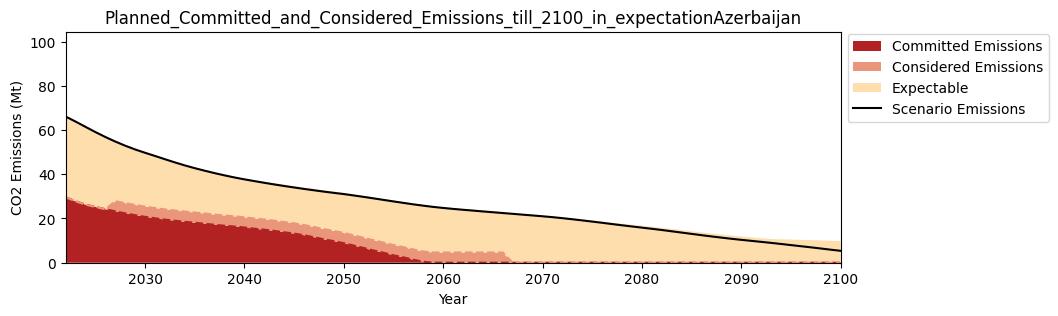 Planned_Committed_and_Considered_Emissions_till_2100_in_expectationAzerbaijan
100
80
60
40
20
0
CO2 Emissions (Mt)
2030 2040 2050 2060 2070 2080 2090 2100
Year
Committed Emissions
Considered Emissions
Expectable
Scenario Emissions